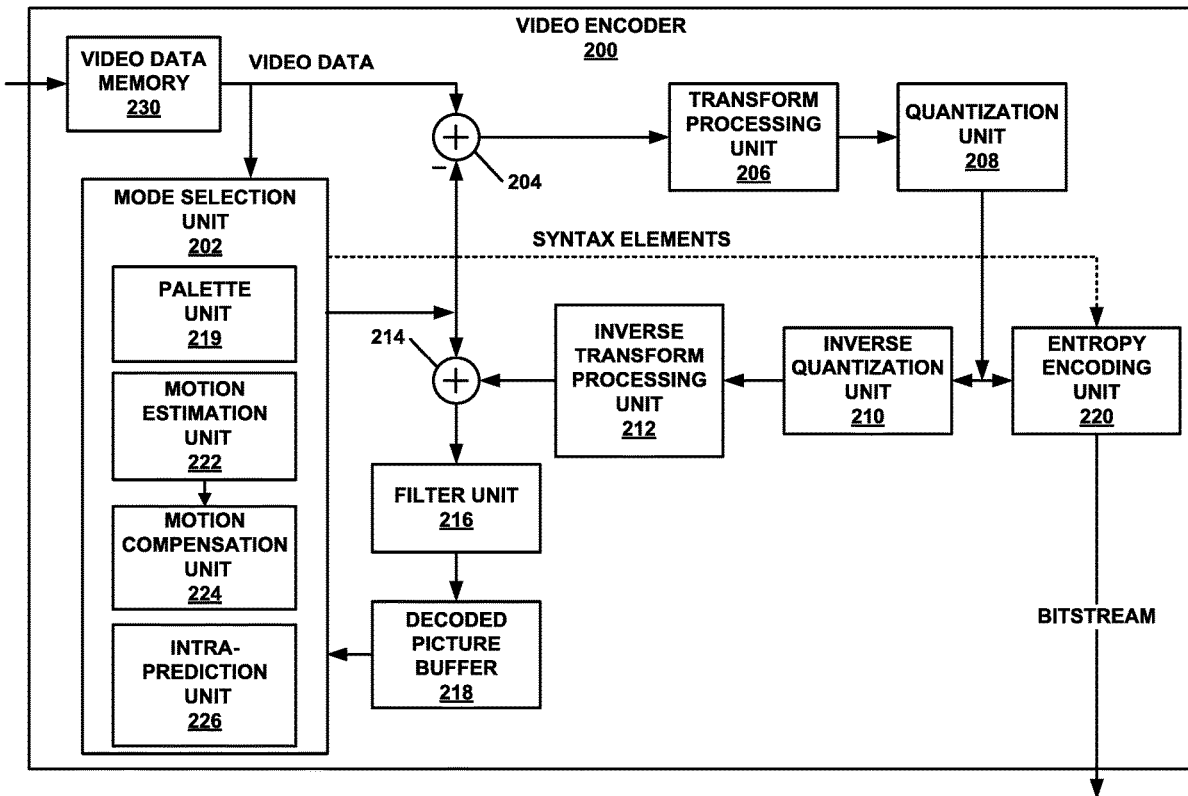 VIDEO ENCODER
200
VIDEO DATA
MEMORY
230
VIDEO DATA
204
TRANSFORM
PROCESSING
UNIT
206
QUANTIZATION
UNIT
208
MODE SELECTION
UNIT
202
SYNTAX ELEMENTS
PALETTE
UNIT
219
MOTION
ESTIMATION
UNIT
222
MOTION
COMPENSATION
UNIT
224
INTRA-
PREDICTION
UNIT
226
214
INVERSE
TRANSFORM
PROCESSING
UNIT
212
INVERSE
QUANTIZATION
UNIT
210
ENTROPY
ENCODING
UNIT
220
FILTER UNIT
216
DECODED
PICTURE
BUFFER
218
BITSTREAM